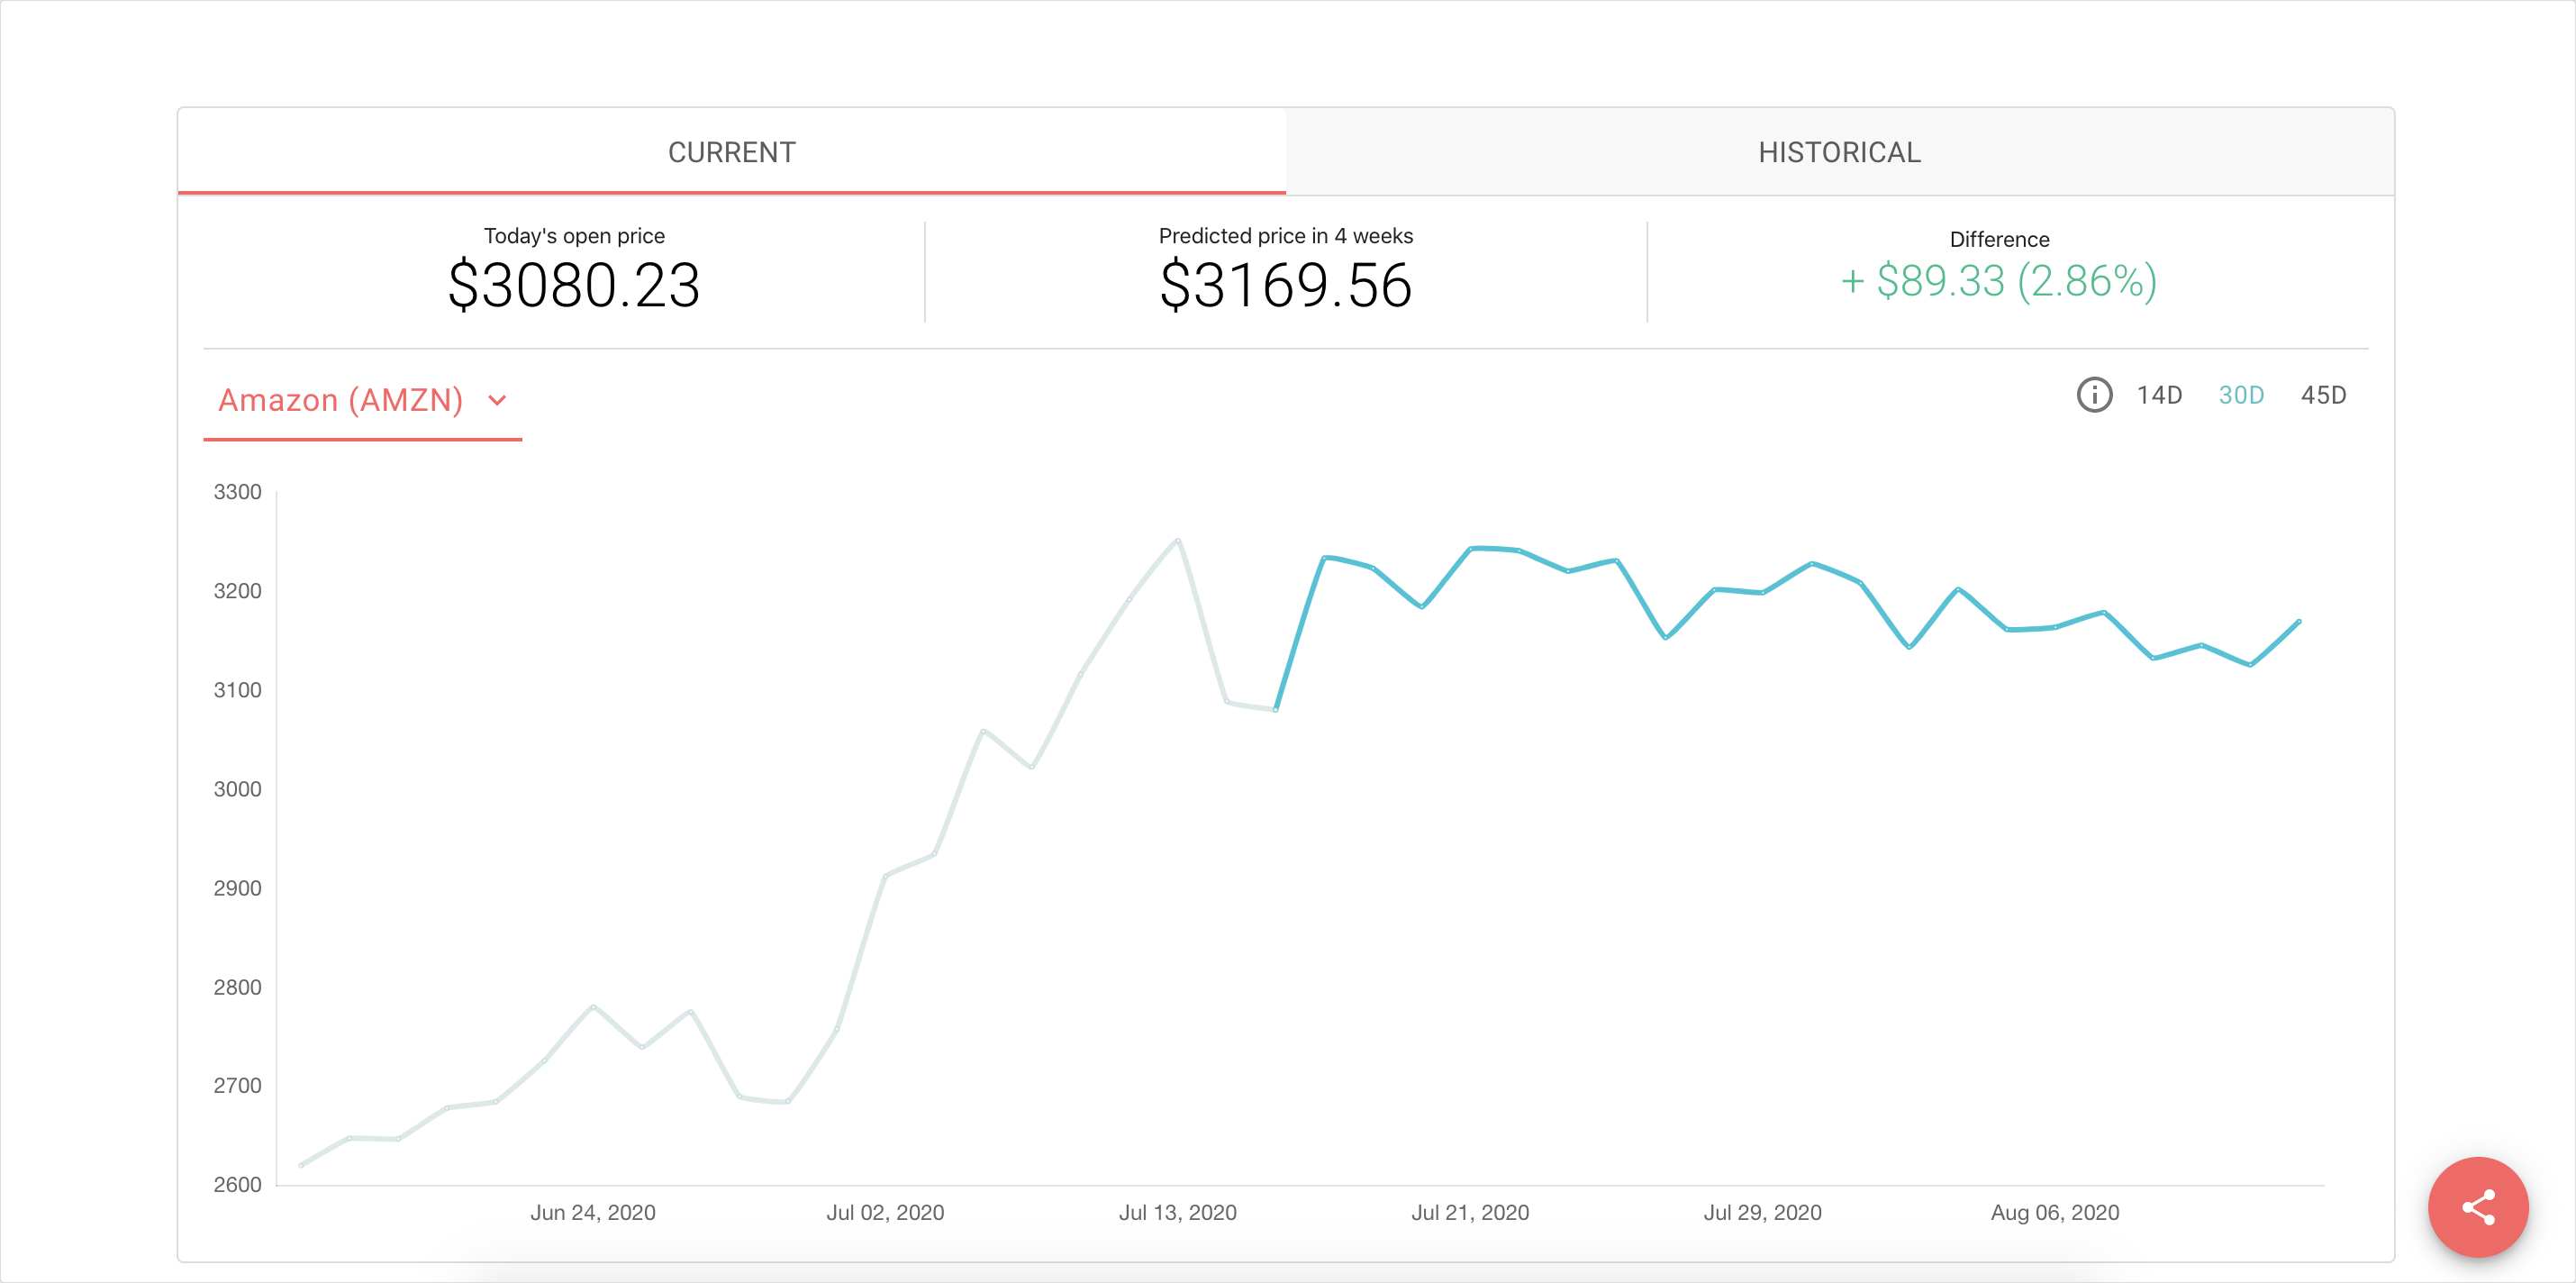 CURRENT
HISTORICAL
Today's open price
$3080.23
Predicted price in 4 weeks
$3169.56
Difference
+ $89.33 (2.86%)
Amazon (AMZN)
14D 30D 45D
3300
3200
3100
3000
2900
2800
2700
2600
Jun 24, 2020 Jul 02, 2020 Jul 13, 2020 Jul 21, 2020 Jul 29, 2020 Aug 06, 2020